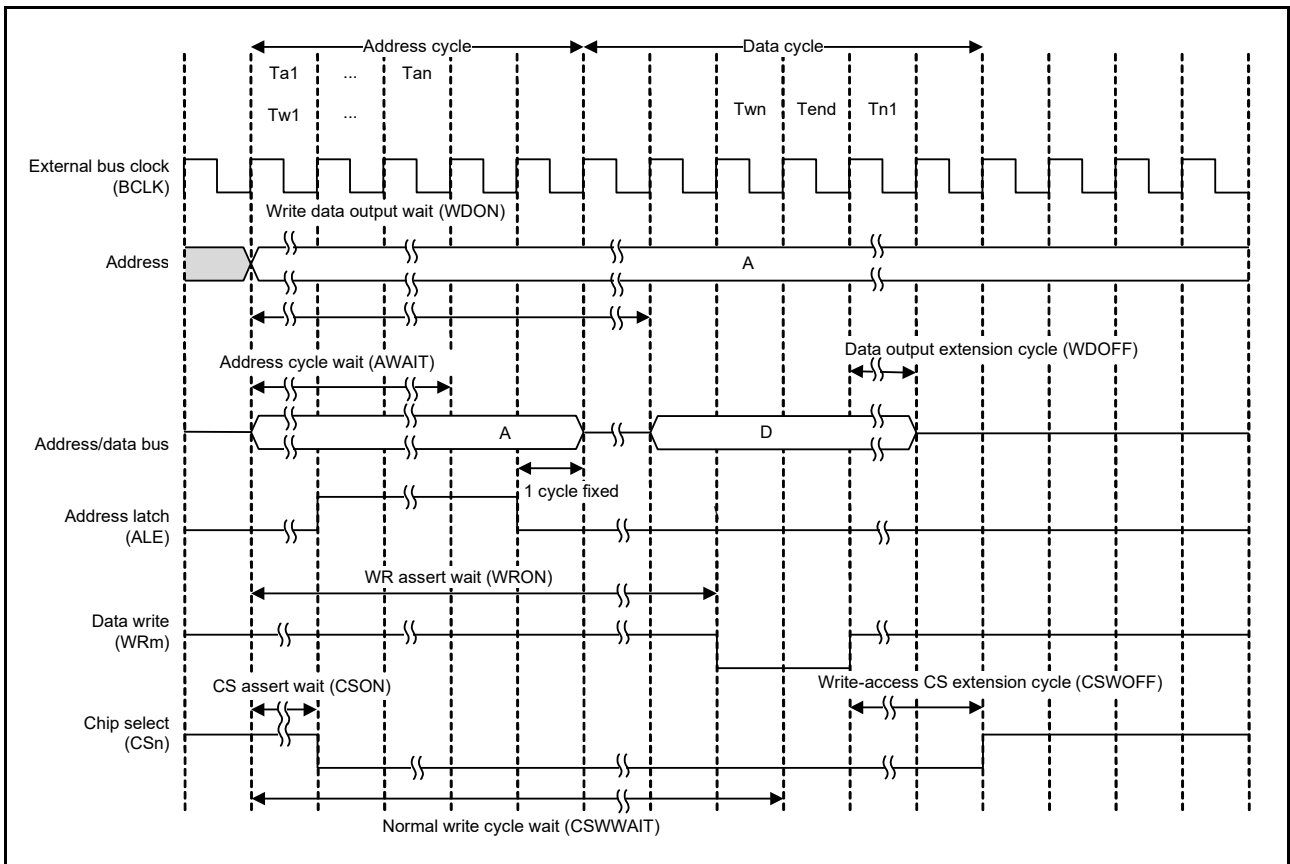 Address cycle
Data cycle
Ta1
...
Tan
Tw1
...
Twn
Tend
Tn1
External bus clock
(BCLK)
Write data output wait (WDON)
Address
A
Data output extension cycle (WDOFF)
Address cycle wait (AWAIT)
Address/data bus
A
D
1 cycle fixed
Address latch
(ALE)
WR assert wait (WRON)
Data write
(WRm)
CS assert wait (CSON)
Write-access CS extension cycle (CSWOFF)
Chip select
(CSn)
Normal write cycle wait (CSWWAIT)